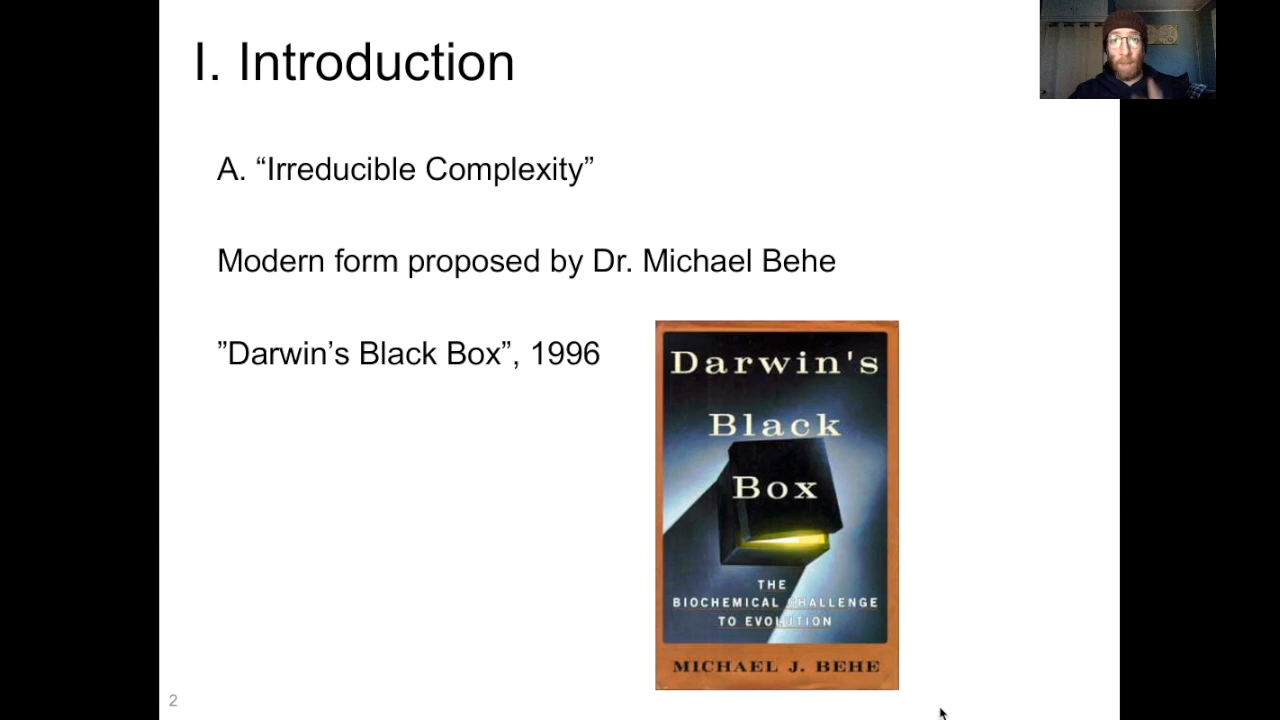 I. Introduction
A. “Irreducible Complexity”
Modern form proposed by Dr. Michael Behe
”Darwin’s Black Box”, 1996
Darwin's
Black
Box
THE
BIOCHEMICAL CHALLENGE
TO EVOLUTION
MICHAEL J. BEHE
2